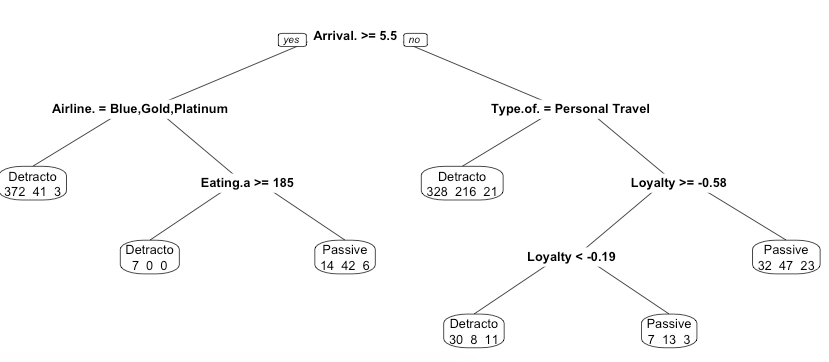 yes Arrival. >= 5.5 no
Airline. = Blue,Gold,Platinum
Type.of. = Personal Travel
Detracto
372 41 3
Eating.a >= 185
Detracto
328 216 21
Loyalty >= -0.58
Detracto
7 0 0
Passive
14 42 6
Loyalty < -0.19
Passive
32 47 23
Detracto
30 8 11
Passive
7 13 3